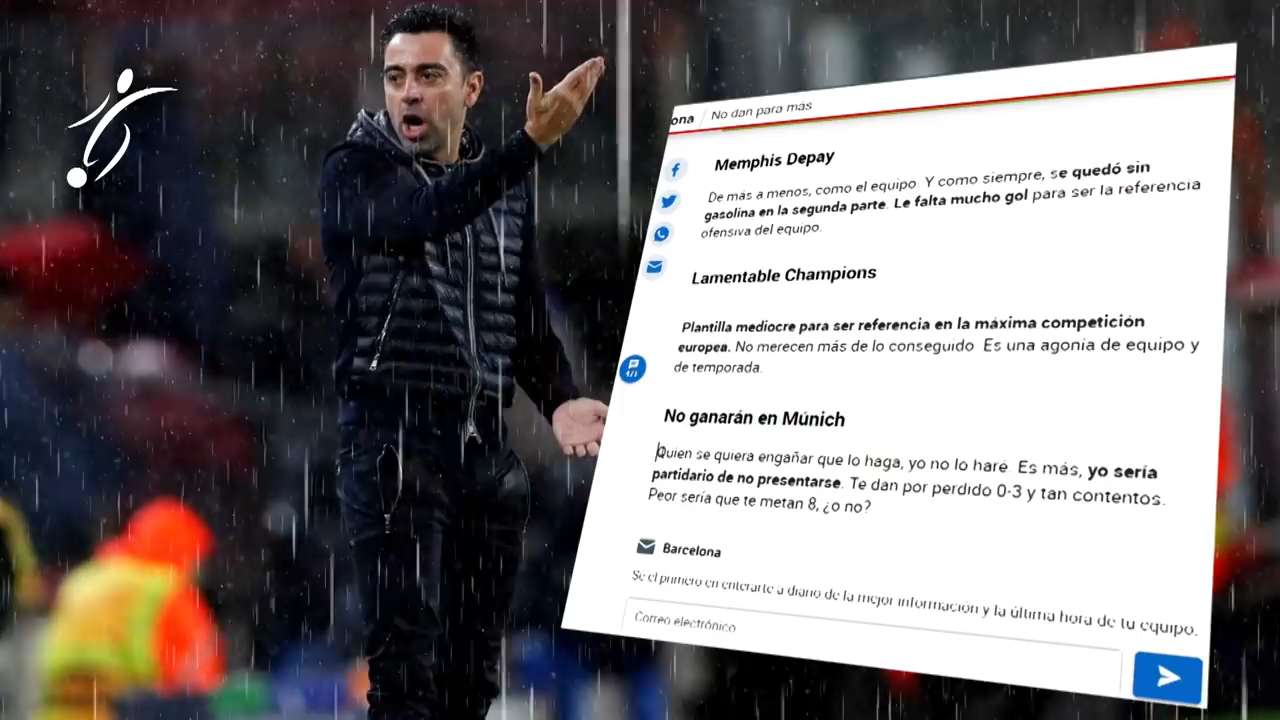 ona / No dan para mas
Memphis Depay
De más a menos, como el equipo. Y como siempre, se quedó sin
gasolina en la segunda parte. Le falta mucho gol para ser la referencia
ofensiva del equipo.
Lamentable Champions
Plantilla mediocre para ser referencia en la máxima competición
europea. No merecen más de lo conseguido. Es una agonía de equipo y
de temporada.
No ganarán en Múnich
Quien se quiera engañar que lo haga, yo no lo haré. Es más, yo sería
partidario de no presentarse. Te dan por perdido 0-3 y tan contentos.
Peor sería que te metan 8, ¿o no?
Barcelona
Se el primero en enterarte a diario de la mejor información y la última hora de tu equipo.
Correo electrónico